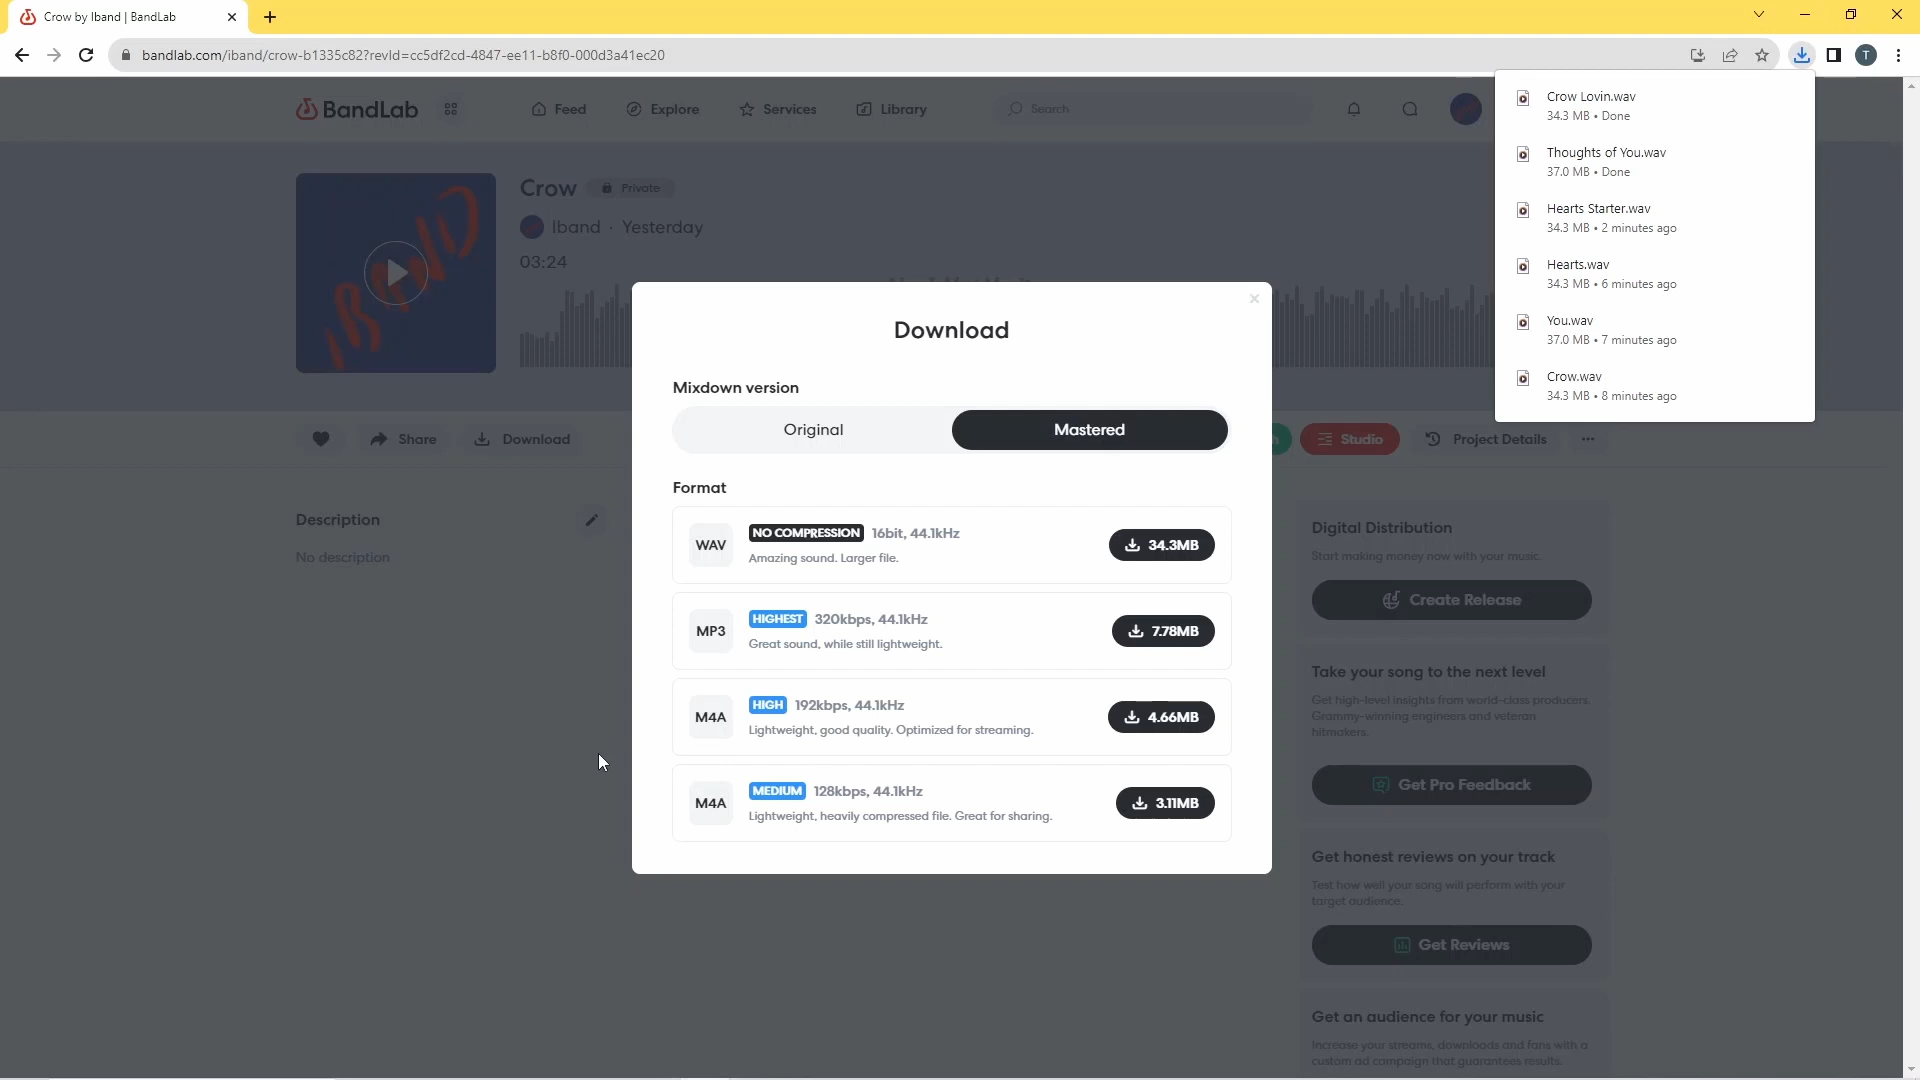 Crow by Iband | BandLab
bandlab.com/iband/crow-b1335c82?revId=cc5df2cd-4847-ee11-b8f0-000d3a41ec20
T
BandLab
Feed
Explore
Services
Library
Search
Crow Lovin.wav
34.3 MB • Done
Thoughts of You.wav
37.0 MB • Done
Hearts Starter.wav
34.3 MB • 2 minutes ago
Hearts.wav
34.3 MB • 6 minutes ago
You.wav
37.0 MB • 7 minutes ago
Crow.wav
34.3 MB • 8 minutes ago
IBAND
Crow
Private
Iband · Yesterday
03:24
Share
Download
Studio
Project Details
Description
No description
Download
Mixdown version
Original
Mastered
Format
WAV
NO COMPRESSION 16bit, 44.1kHz
Amazing sound. Larger file.
34.3MB
MP3
HIGHEST 320kbps, 44.1kHz
Great sound, while still lightweight.
7.78MB
M4A
HIGH 192kbps, 44.1kHz
Lightweight, good quality. Optimized for streaming.
4.66MB
M4A
MEDIUM 128kbps, 44.1kHz
Lightweight, heavily compressed file. Great for sharing.
3.11MB
Digital Distribution
Start making money now with your music.
Create Release
Take your song to the next level
Get high-level insights from world-class producers,
Grammy-winning engineers and veteran
hitmakers.
Get Pro Feedback
Get honest reviews on your track
Test how well your song will perform with your
target audience.
Get Reviews
Get an audience for your music
Increase your streams, downloads and fans with a
custom ad campaign that guarantees results.